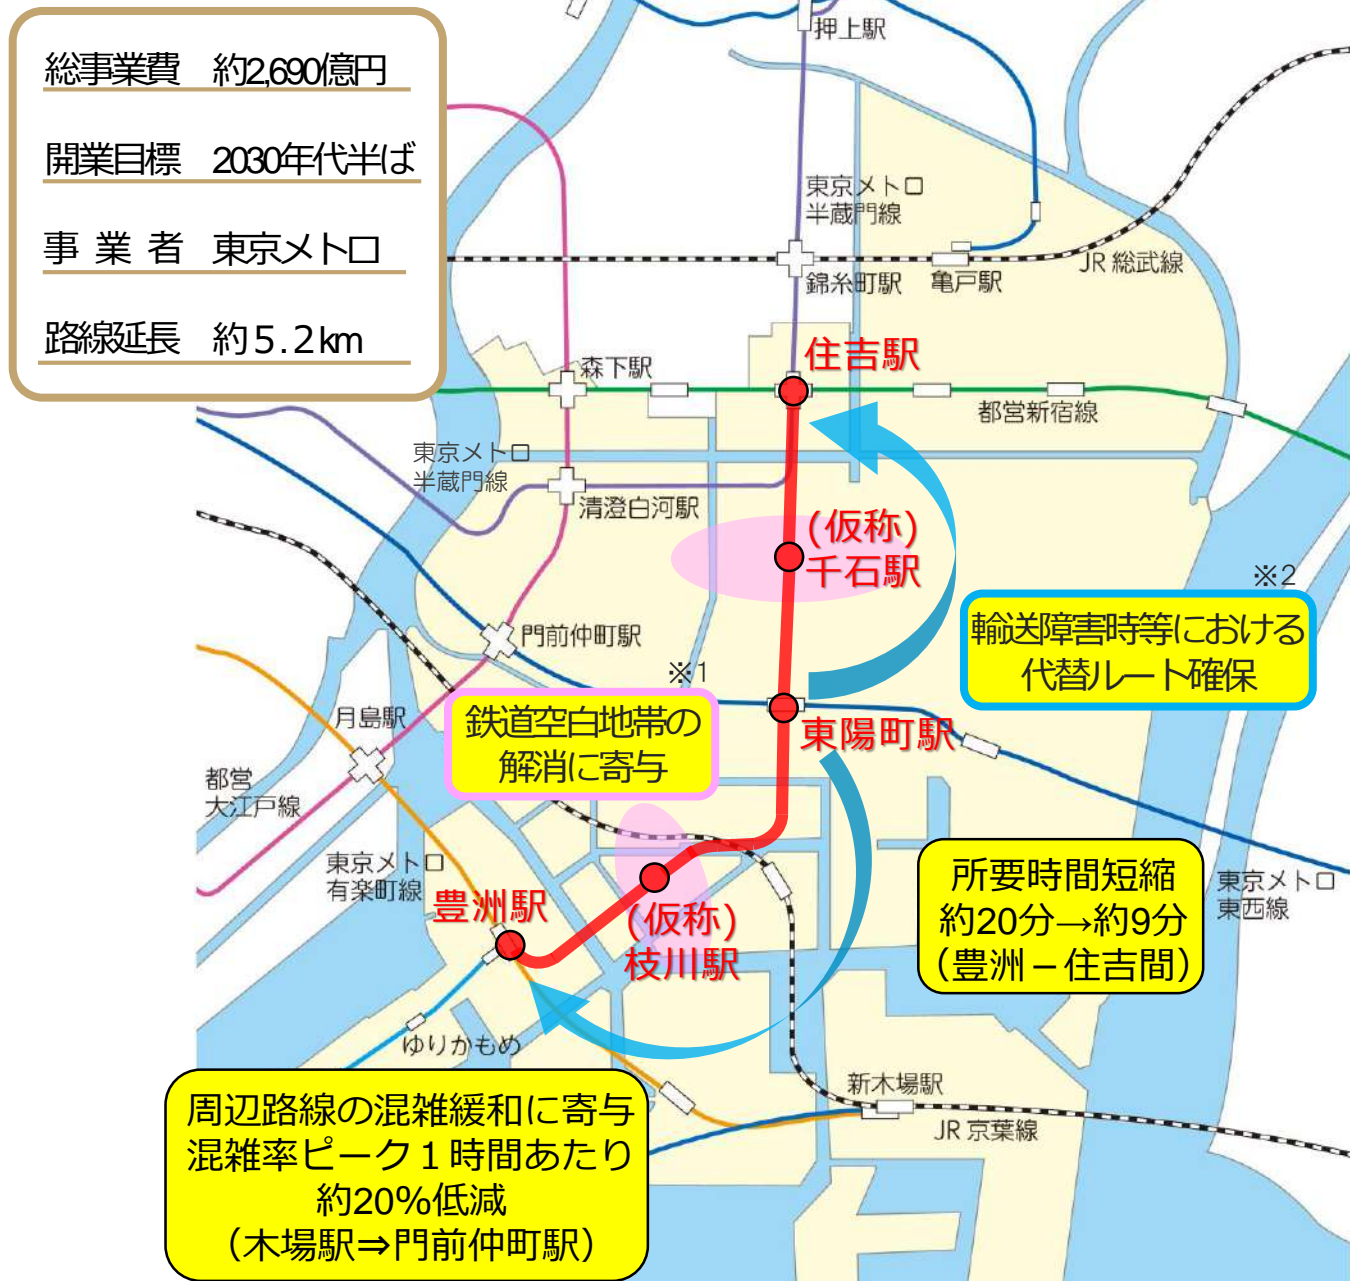 総事業費　約2,690億円
開業目標　2030年代半ば
事 業 者　東京メトロ
路線延長　約5.2km
押上駅
東京メトロ
半蔵門線
錦糸町駅
亀戸駅
JR 総武線
住吉駅
森下駅
都営新宿線
東京メトロ
半蔵門線
清澄白河駅
(仮称)
千石駅
※2
輸送障害時等における
代替ルート確保
門前仲町駅
※1
鉄道空白地帯の
解消に寄与
東陽町駅
月島駅
都営
大江戸線
東京メトロ
有楽町線
豊洲駅
(仮称)
枝川駅
所要時間短縮
約20分→約9分
（豊洲－住吉間）
東京メトロ
東西線
ゆりかもめ
新木場駅
JR 京葉線
周辺路線の混雑緩和に寄与
混雑率ピーク１時間あたり
約20%低減
（木場駅⇒門前仲町駅）